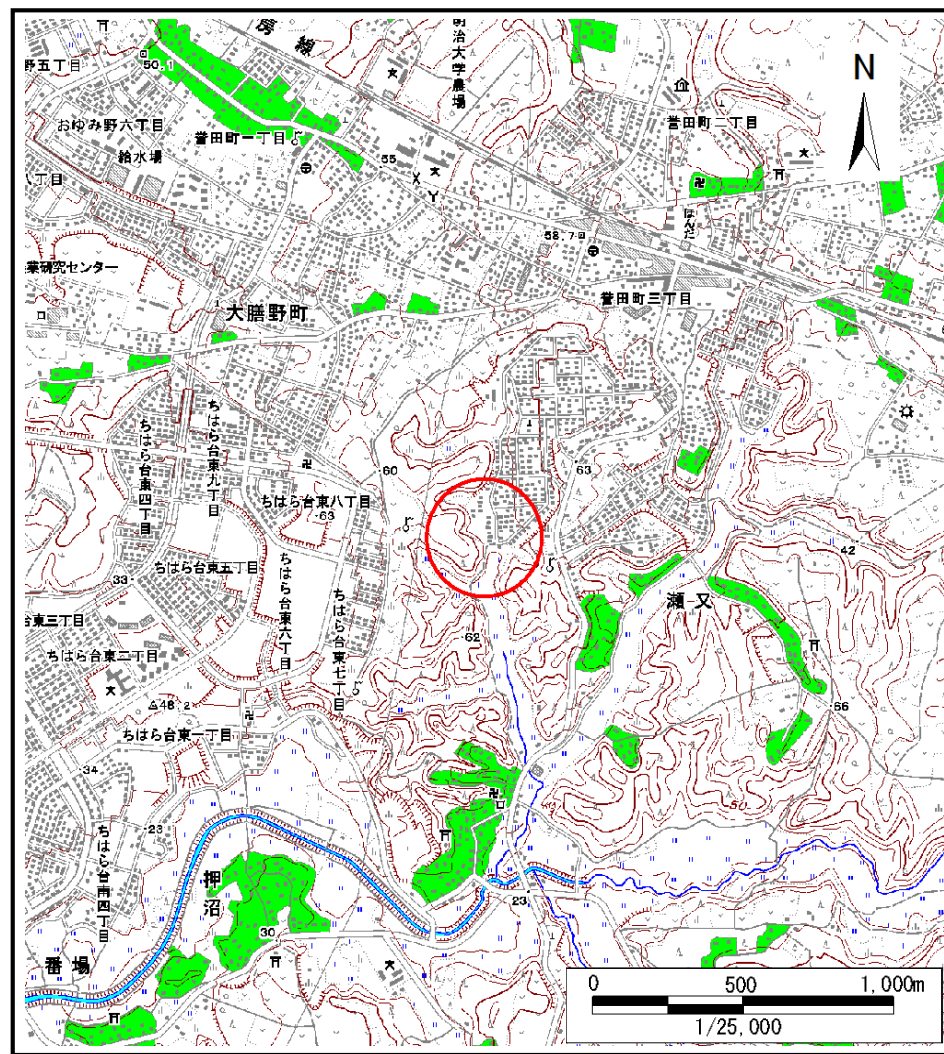 房線
明治大学農場
N
50.1
野五丁目
おゆみ野六丁目
給水場
誉田町一丁目
誉田町二丁目
55
八丁目
ほんだ
58.7
業研究センター
誉田町三丁目
大膳野町
ちはら台東四丁目
ちはら台東九丁目
60
63
ちはら台東八丁目
63
42
33
ちはら台東五丁目
ちはら台東六丁目
ちはら台東七丁目
瀬又
台東三丁目
62
ちはら台東二丁目
48.2
66
ちはら台東一丁目
34
50
23
ちはら台南四丁目
押沼
23
30
番場
0 500 1,000m
1/25,000